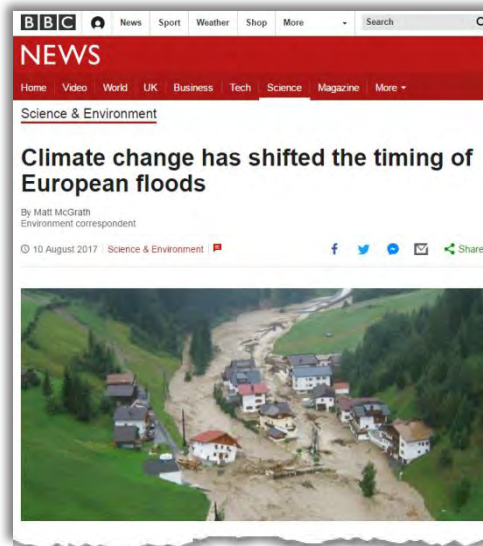 BBC News Sport Weather Shop More Search
NEWS
Home Video World UK Business Tech Science Magazine More
Science & Environment
Climate change has shifted the timing of
European floods
By Matt McGrath
Environment correspondent
10 August 2017 Science & Environment Share